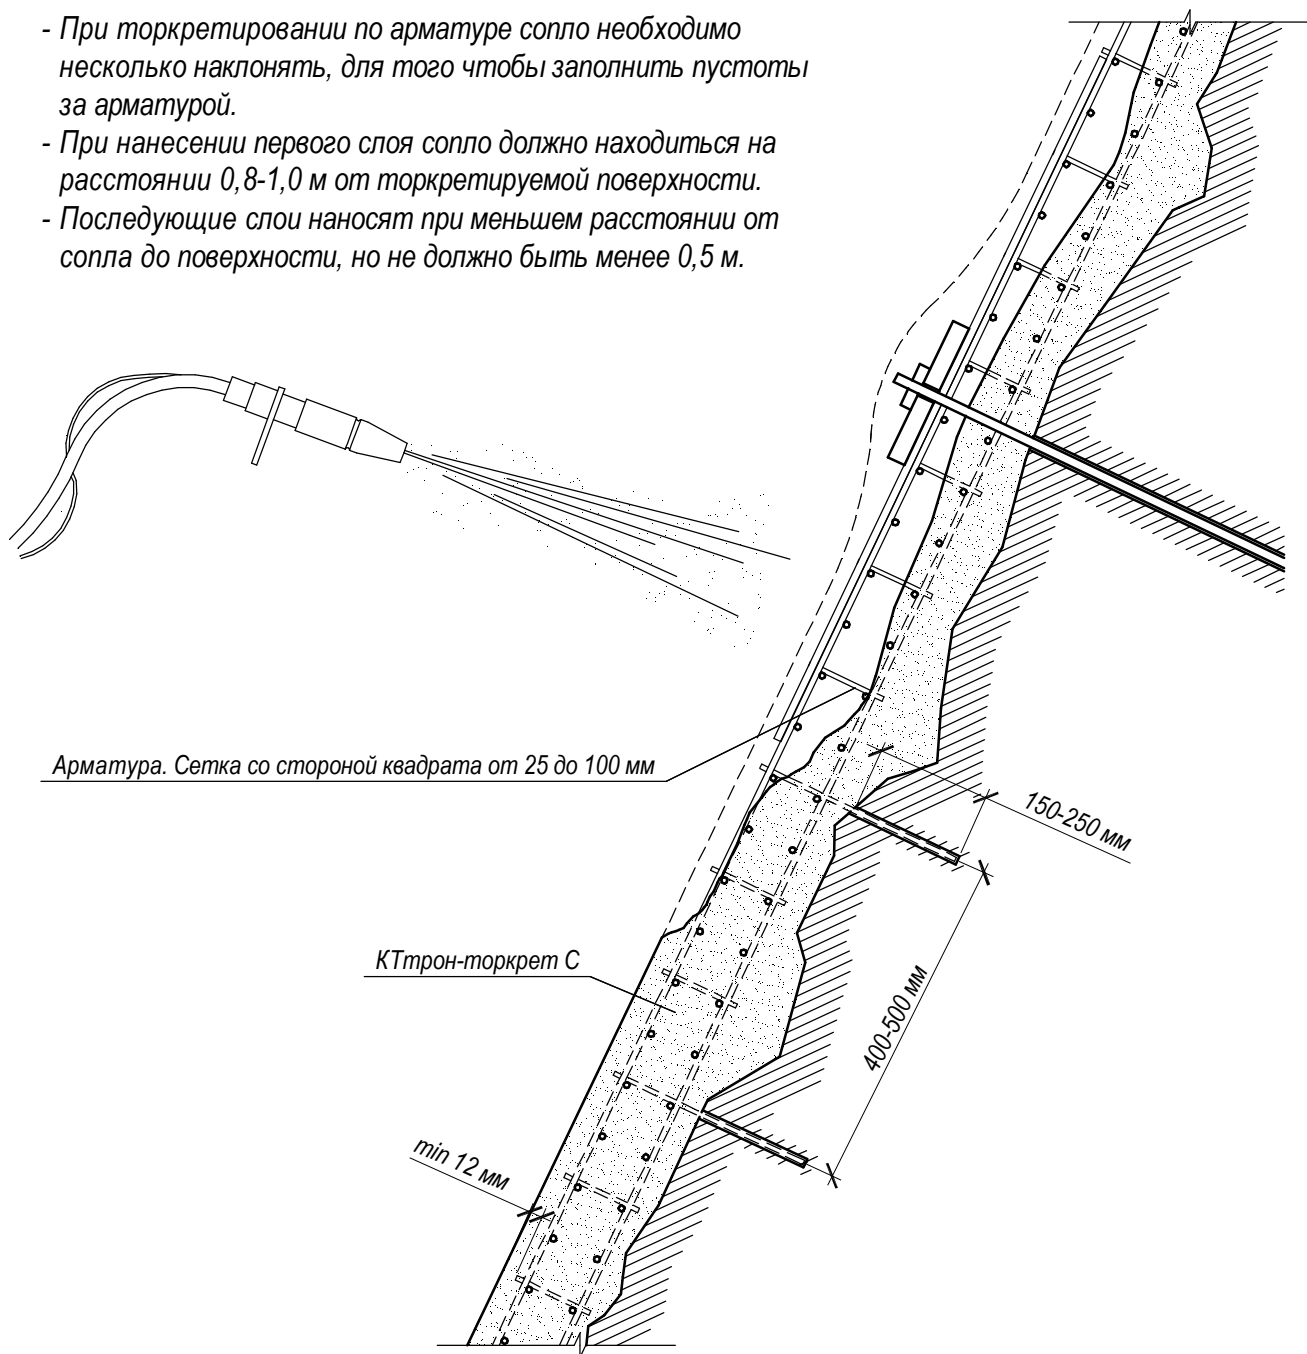 - При торкретировании по арматуре сопло необходимо
несколько наклонять, для того чтобы заполнить пустоты
за арматурой.
- При нанесении первого слоя сопло должно находиться на
расстоянии 0,8-1,0 м от торкретируемой поверхности.
- Последующие слои наносят при меньшем расстоянии от
сопла до поверхности, но не должно быть менее 0,5 м.
Арматура. Сетка со стороной квадрата от 25 до 100 мм
150-250 мм
КТтрон-торкрет С
400-500 мм
min 12 мм